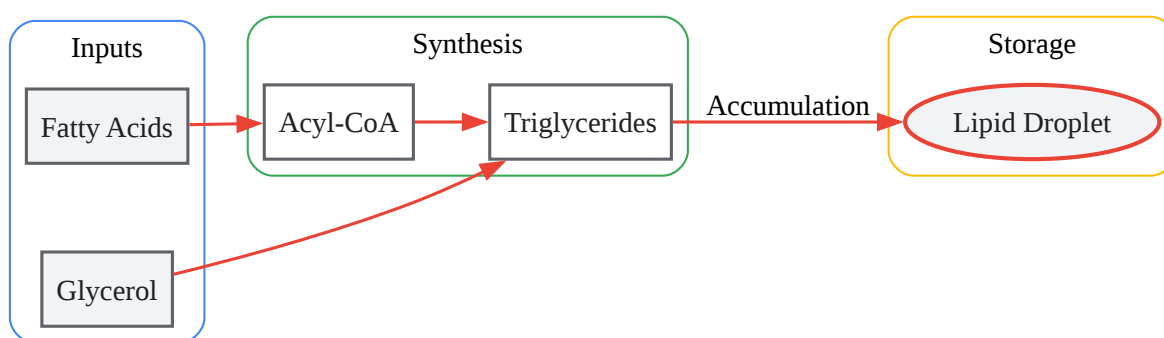 Inputs
Fatty Acids
Glycerol
Synthesis
Acyl-CoA
Triglycerides
Accumulation
Storage
Lipid Droplet